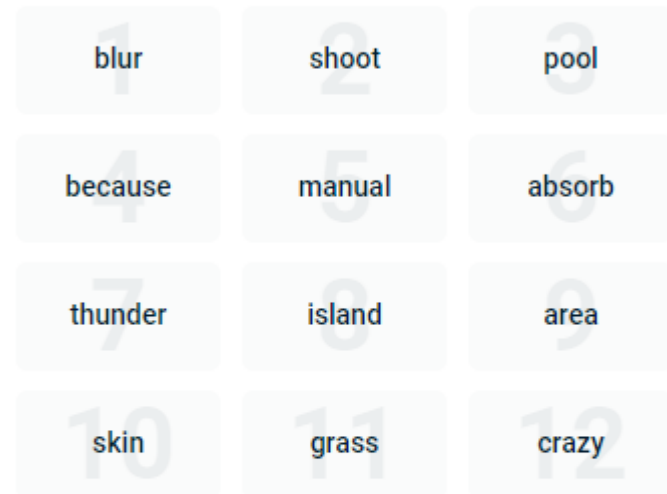 1 blur 2 shoot 3 pool
4 because 5 manual 6 absorb
7 thunder 8 island 9 area
10 skin 11 grass 12 crazy